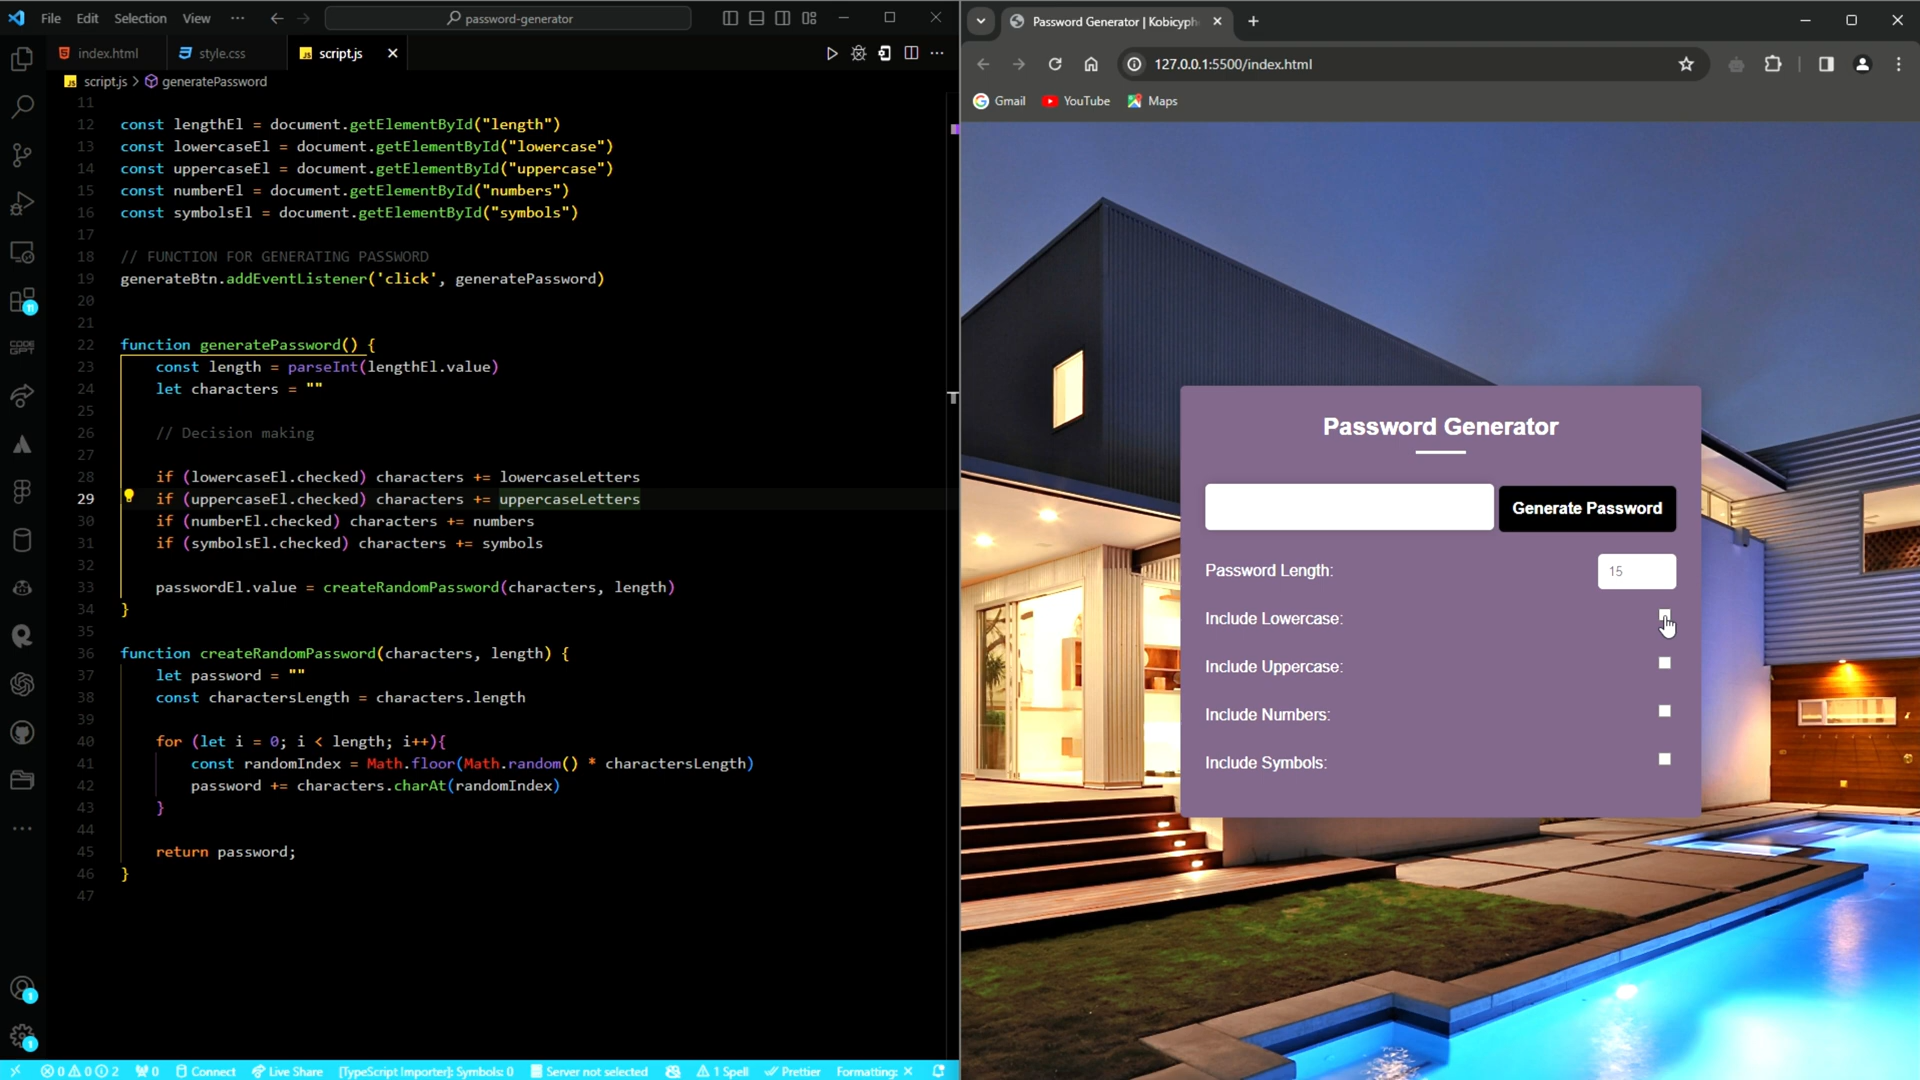 File Edit Selection View ··· password-generator
index.html style.css script.js
script.js > generatePassword
11
12 const lengthEl = document.getElementById("length")
13 const lowercaseEl = document.getElementById("lowercase")
14 const uppercaseEl = document.getElementById("uppercase")
15 const numberEl = document.getElementById("numbers")
16 const symbolsEl = document.getElementById("symbols")
17
18 // FUNCTION FOR GENERATING PASSWORD
19 generateBtn.addEventListener('click', generatePassword)
20
21
22 function generatePassword() {
23 const length = parseInt(lengthEl.value)
24 let characters = ""
25
26 // Decision making
27
28 if (lowercaseEl.checked) characters += lowercaseLetters
29 if (uppercaseEl.checked) characters += uppercaseLetters
30 if (numberEl.checked) characters += numbers
31 if (symbolsEl.checked) characters += symbols
32
33 passwordEl.value = createRandomPassword(characters, length)
34 }
35
36 function createRandomPassword(characters, length) {
37 let password = ""
38 const charactersLength = characters.length
39
40 for (let i = 0; i < length; i++){
41 const randomIndex = Math.floor(Math.random() * charactersLength)
42 password += characters.charAt(randomIndex)
43 }
44
45 return password;
46 }
47
CODE
GPT
11
1
1
0 0 2 0 Connect Live Share [TypeScript Importer]: Symbols: 0 Server not selected 1 Spell Prettier Formatting: ×
Password Generator | Kobicyph
127.0.0.1:5500/index.html
Gmail YouTube Maps
Password Generator
Generate Password
Password Length: 15
Include Lowercase:
Include Uppercase:
Include Numbers:
Include Symbols: